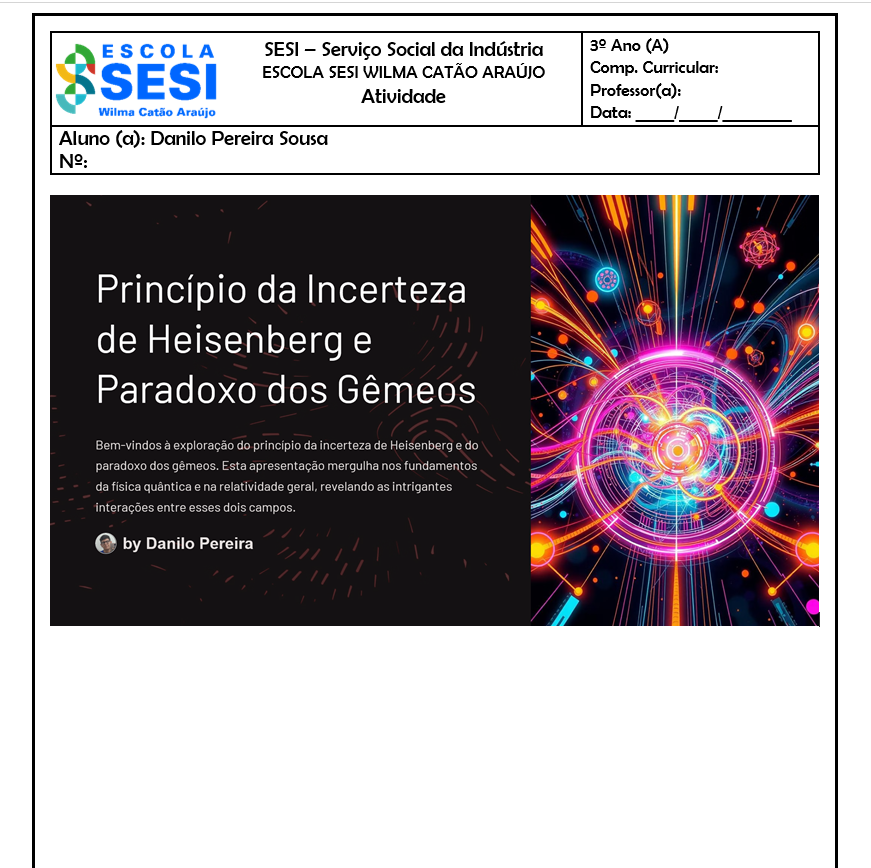 ESCOLA
SESI
Wilma Catão Araújo
SESI – Serviço Social da Indústria
ESCOLA SESI WILMA CATÃO ARAÚJO
Atividade
3º Ano (A)
Comp. Curricular:
Professor(a):
Data: _____/_____/_________
Aluno (a): Danilo Pereira Sousa
Nº:
Princípio da Incerteza
de Heisenberg e
Paradoxo dos Gêmeos
Bem-vindos à exploração do princípio da incerteza de Heisenberg e do
paradoxo dos gêmeos. Esta apresentação mergulha nos fundamentos
da física quântica e na relatividade geral, revelando as intrigantes
interações entre esses dois campos.
by Danilo Pereira